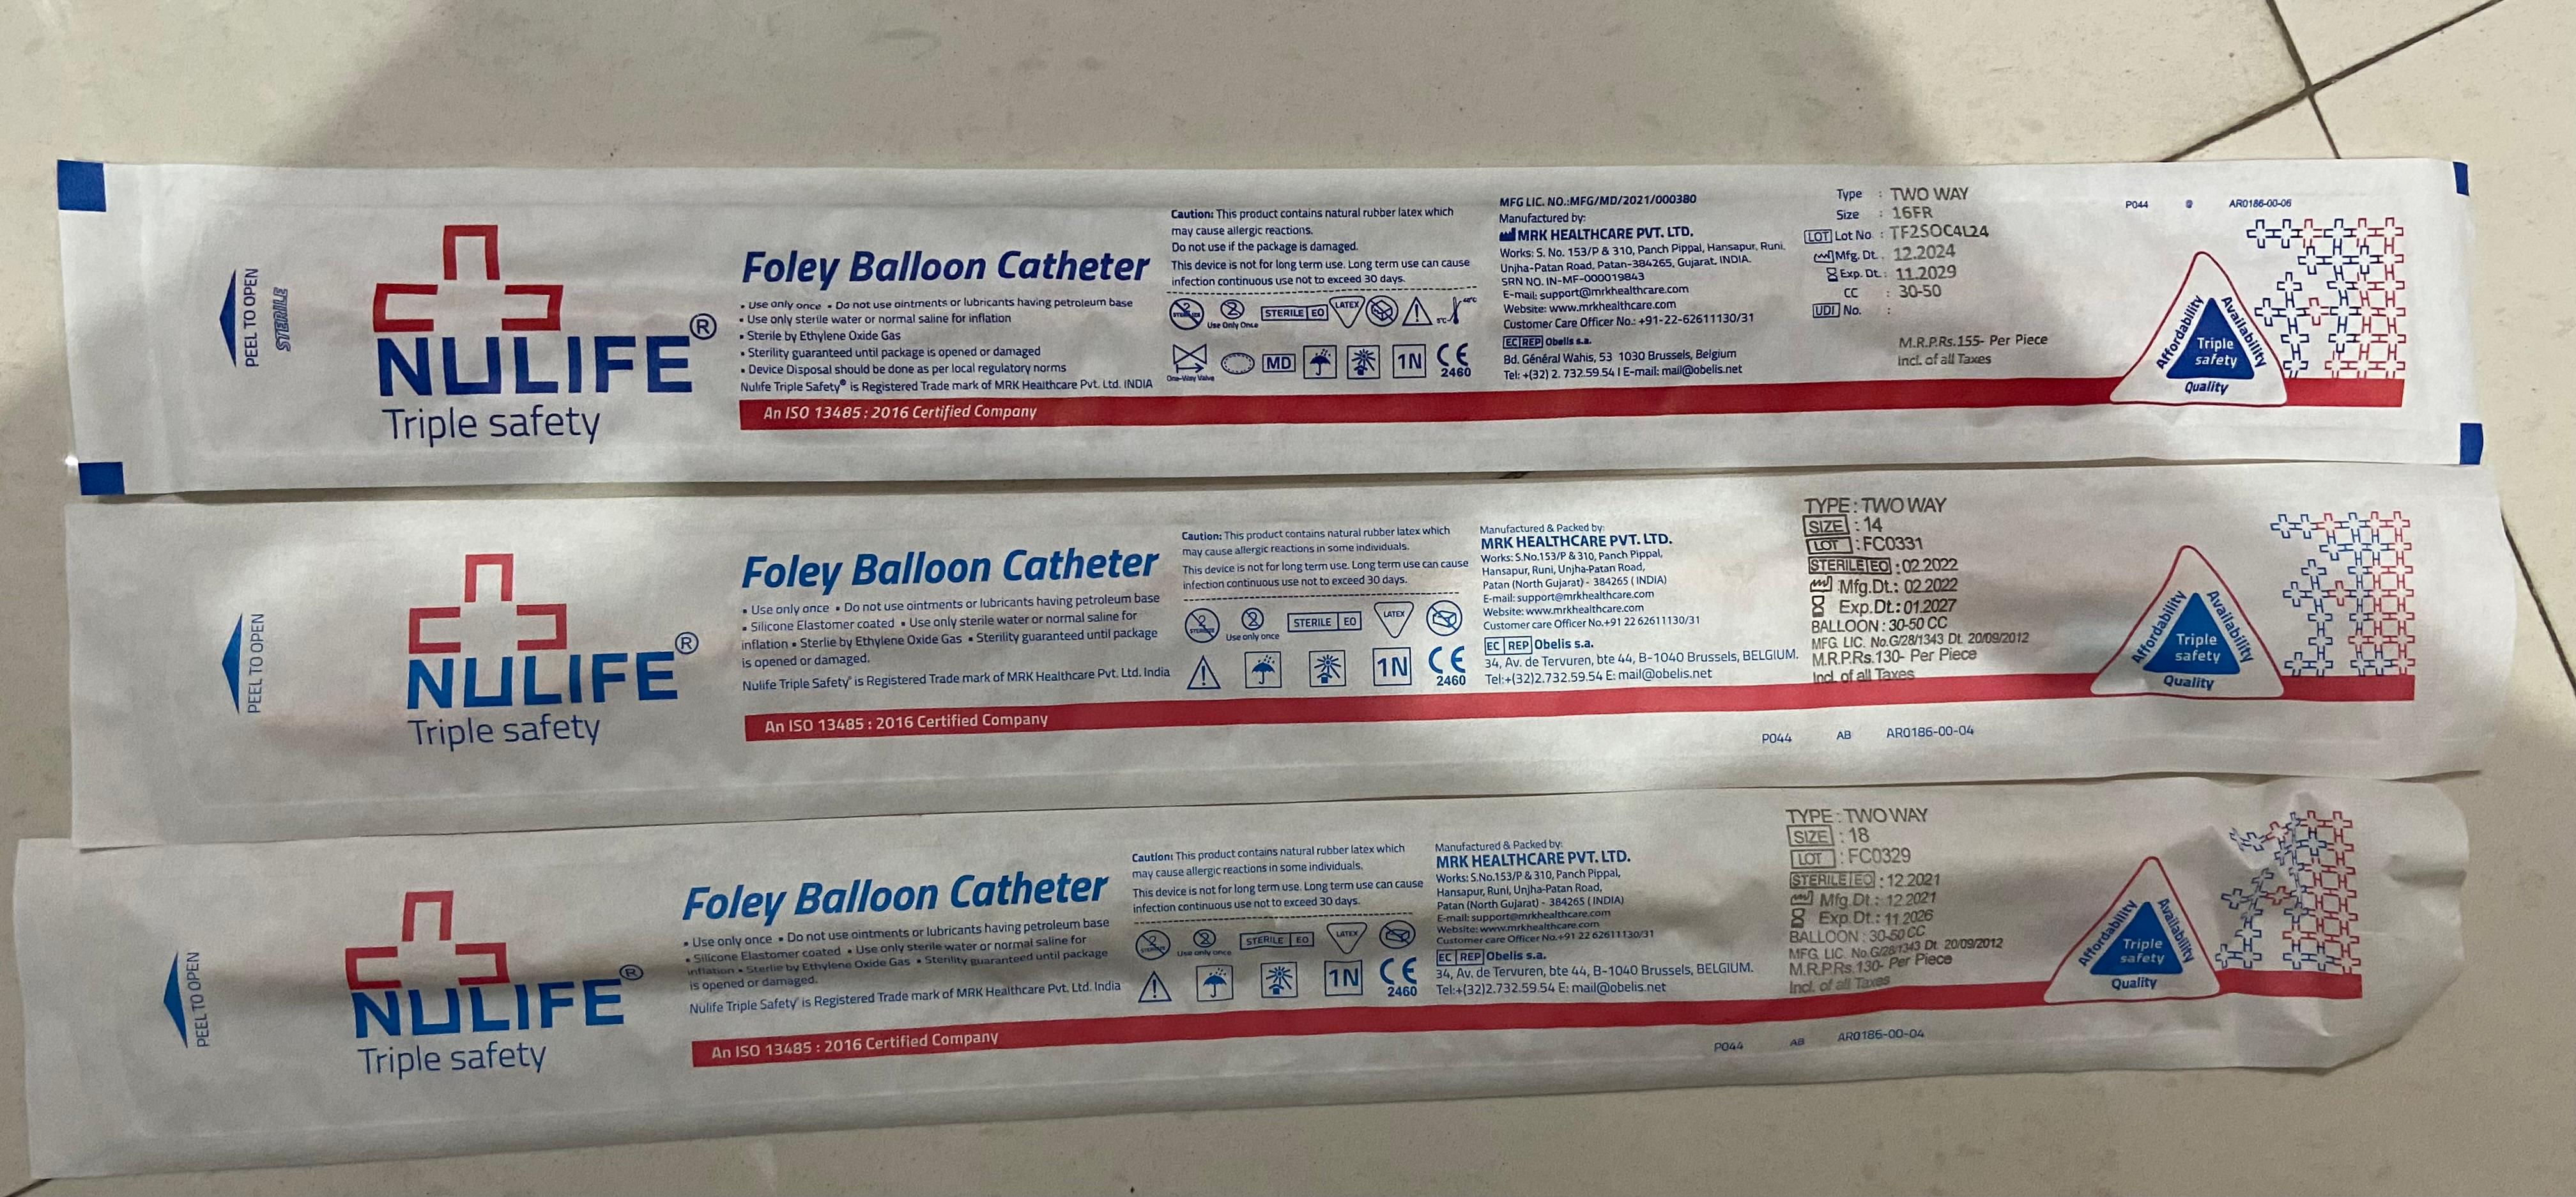 PEEL TO OPEN
STERILE
NULIFE®
Triple safety
Foley Balloon Catheter
▪ Use only once ▪ Do not use ointments or lubricants having petroleum base
▪ Use only sterile water or normal saline for inflation
▪ Sterile by Ethylene Oxide Gas
▪ Sterility guaranteed until package is opened or damaged
▪ Device Disposal should be done as per local regulatory norms
Nulife Triple Safety® is Registered Trade mark of MRK Healthcare Pvt. Ltd. INDIA
An ISO 13485 : 2016 Certified Company
Caution: This product contains natural rubber latex which
may cause allergic reactions.
Do not use if the package is damaged.
This device is not for long term use. Long term use can cause
infection continuous use not to exceed 30 days.
2
Use Only Once
STERILE EO
LATEX
5°C
40°C
One-Way Valve
MD
1N
CE
2460
MFG LIC. NO.:MFG/MD/2021/000380
Manufactured by:
MRK HEALTHCARE PVT. LTD.
Works: S. No. 153/P & 310, Panch Pippal, Hansapur, Runi,
Unjha-Patan Road, Patan-384265, Gujarat, INDIA.
SRN NO. IN-MF-000019843
E-mail: support@mrkhealthcare.com
Website: www.mrkhealthcare.com
Customer Care Officer No.: +91-22-62611130/31
EC REP Obelis s.a.
Bd. Général Wahis, 53 1030 Brussels, Belgium
Tel: +(32) 2. 732.59.54 I E-mail: mail@obelis.net
Type : TWO WAY
Size : 16FR
LOT Lot No. : TF2SOC4L24
Mfg. Dt. 12.2024
Exp. Dt.: 11.2029
CC : 30-50
UDI No. :
M.R.P.Rs.155- Per Piece
Incl. of all Taxes
P044 @ AR0186-00-06
Affordability
Availability
Triple
safety
Quality
PEEL TO OPEN
NULIFE®
Triple safety
Foley Balloon Catheter
▪ Use only once ▪ Do not use ointments or lubricants having petroleum base
▪ Silicone Elastomer coated ▪ Use only sterile water or normal saline for
inflation ▪ Sterlie by Ethylene Oxide Gas ▪ Sterility guaranteed until package
is opened or damaged.
Nulife Triple Safety® is Registered Trade mark of MRK Healthcare Pvt. Ltd. India
An ISO 13485 : 2016 Certified Company
Caution: This product contains natural rubber latex which
may cause allergic reactions in some individuals.
This device is not for long term use. Long term use can cause
infection continuous use not to exceed 30 days.
2
Use only once
STERILE EO
LATEX
1N
CE
2460
Manufactured & Packed by:
MRK HEALTHCARE PVT. LTD.
Works: S.No.153/P & 310, Panch Pippal,
Hansapur, Runi, Unjha-Patan Road,
Patan (North Gujarat) - 384265 ( INDIA)
E-mail: support@mrkhealthcare.com
Website: www.mrkhealthcare.com
Customer care Officer No.+91 22 62611130/31
EC REP Obelis s.a.
34, Av. de Tervuren, bte 44, B-1040 Brussels, BELGIUM.
Tel:+(32)2.732.59.54 E: mail@obelis.net
TYPE : TWO WAY
SIZE : 14
LOT : FC0331
STERILE EO : 02.2022
Mfg.Dt.: 02.2022
Exp.Dt.: 01.2027
BALLOON : 30-50 CC
MFG. LIC. No.G/28/1343 Dt. 20/09/2012
M.R.P.Rs.130- Per Piece
Incl. of all Taxes
P044 AB AR0186-00-04
Affordability
Availability
Triple
safety
Quality
PEEL TO OPEN
NULIFE®
Triple safety
Foley Balloon Catheter
▪ Use only once ▪ Do not use ointments or lubricants having petroleum base
▪ Silicone Elastomer coated ▪ Use only sterile water or normal saline for
inflation ▪ Sterlie by Ethylene Oxide Gas ▪ Sterility guaranteed until package
is opened or damaged.
Nulife Triple Safety® is Registered Trade mark of MRK Healthcare Pvt. Ltd. India
An ISO 13485 : 2016 Certified Company
Caution: This product contains natural rubber latex which
may cause allergic reactions in some individuals.
This device is not for long term use. Long term use can cause
infection continuous use not to exceed 30 days.
2
Use only once
STERILE EO
LATEX
1N
CE
2460
Manufactured & Packed by:
MRK HEALTHCARE PVT. LTD.
Works: S.No.153/P & 310, Panch Pippal,
Hansapur, Runi, Unjha-Patan Road,
Patan (North Gujarat) - 384265 ( INDIA)
E-mail: support@mrkhealthcare.com
Website: www.mrkhealthcare.com
Customer care Officer No.+91 22 62611130/31
EC REP Obelis s.a.
34, Av. de Tervuren, bte 44, B-1040 Brussels, BELGIUM.
Tel:+(32)2.732.59.54 E: mail@obelis.net
TYPE : TWO WAY
SIZE : 18
LOT : FC0329
STERILE EO : 12.2021
Mfg.Dt.: 12.2021
Exp.Dt.: 11.2026
BALLOON : 30-50 CC
MFG. LIC. No.G/28/1343 Dt. 20/09/2012
M.R.P.Rs.130- Per Piece
Incl. of all Taxes
P044 AB AR0186-00-04
Affordability
Availability
Triple
safety
Quality